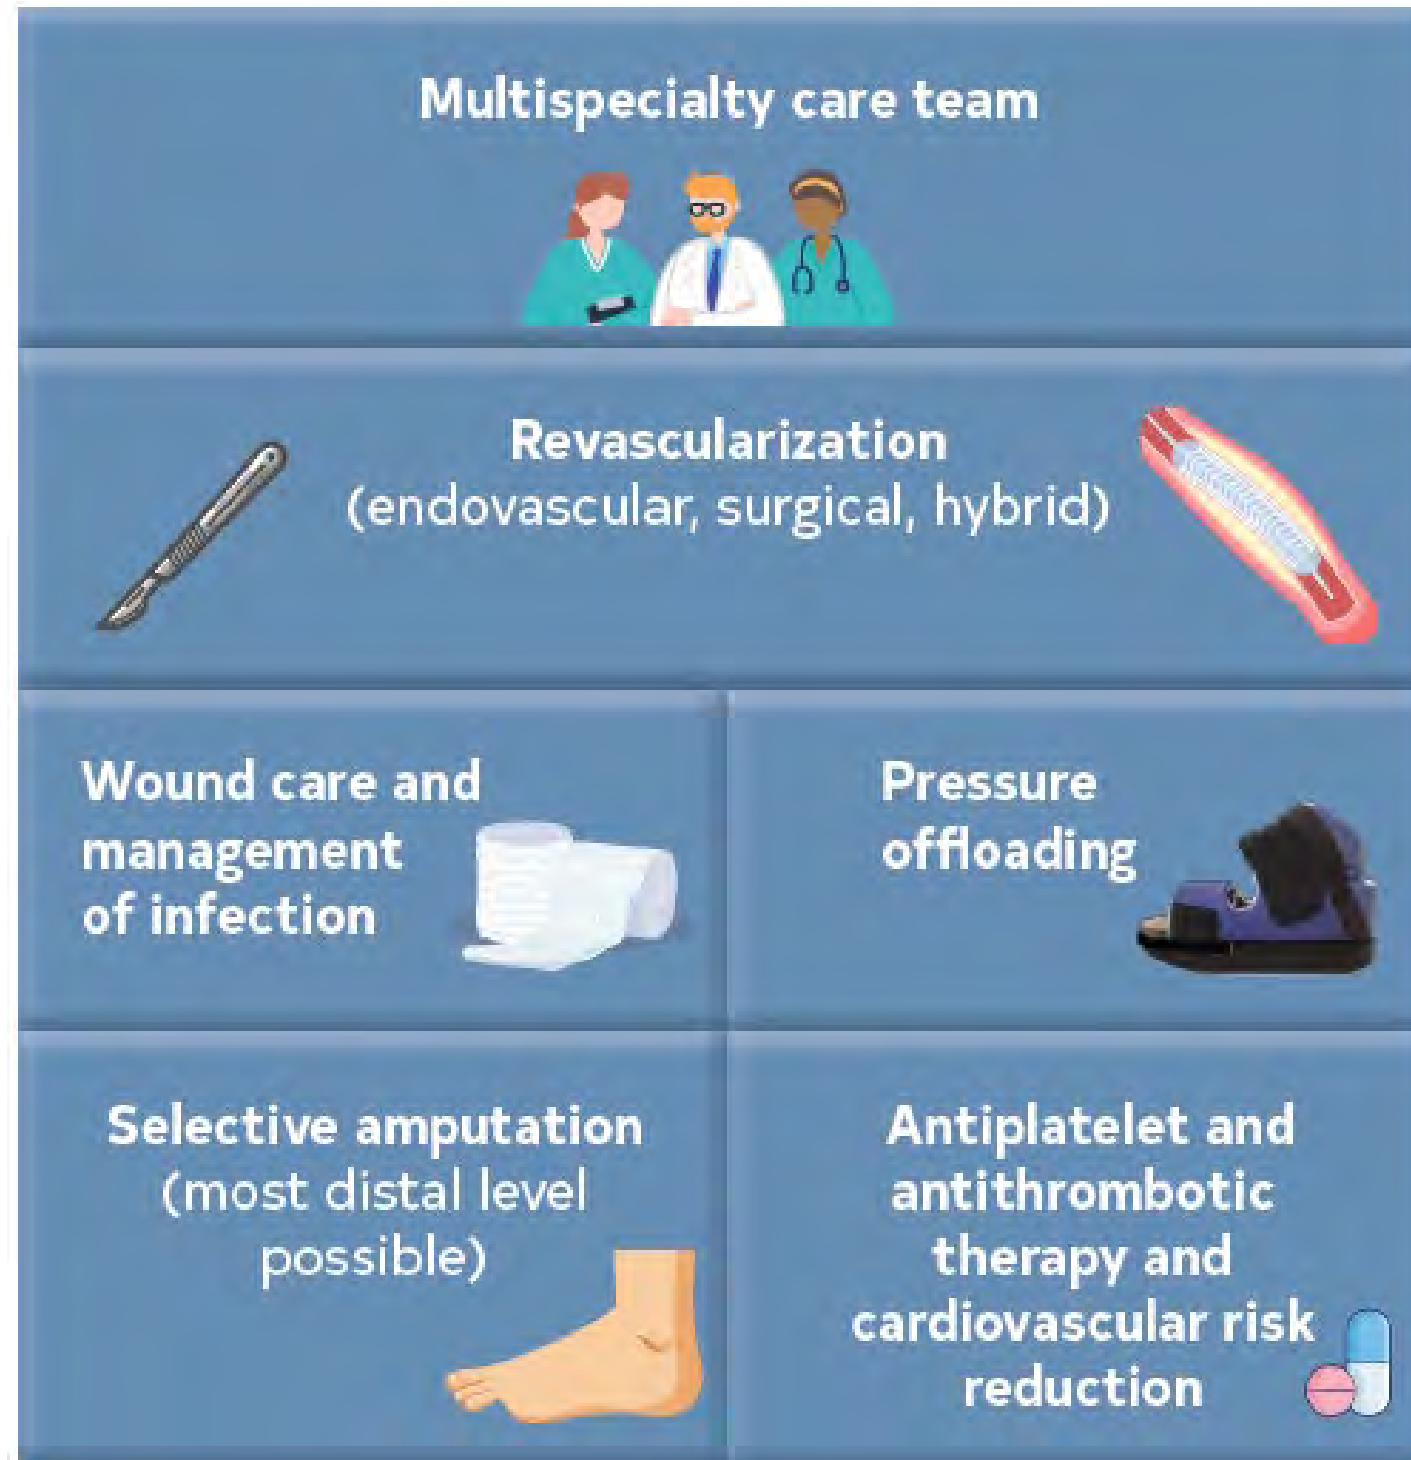 Multispecialty care team
Revascularization
(endovascular, surgical, hybrid)
Wound care and
management
of infection
Pressure
offloading
Selective amputation
(most distal level
possible)
Antiplatelet and
antithrombotic
therapy and
cardiovascular risk
reduction